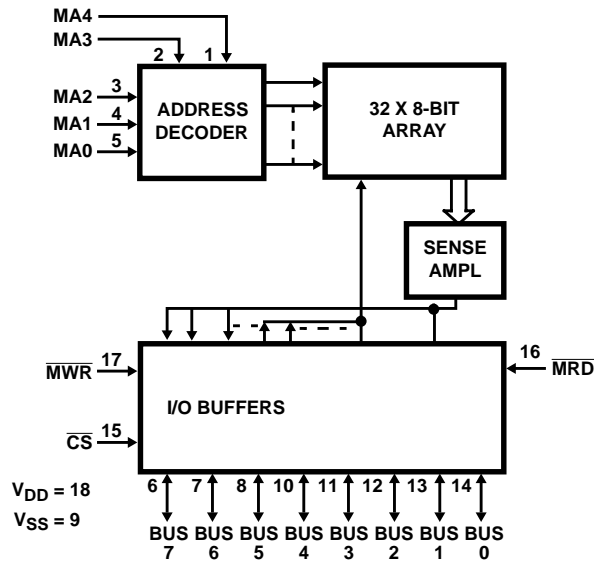 MA4
MA3
2 1
MA2 3
MA1 4
MA0 5
ADDRESS
DECODER
32 X 8-BIT
ARRAY
SENSE
AMPL
MWR 17
16 MRD
I/O BUFFERS
CS 15
VDD = 18
VSS = 9
6 7 8 10 11 12 13 14
BUS BUS BUS BUS BUS BUS BUS BUS
7 6 5 4 3 2 1 0